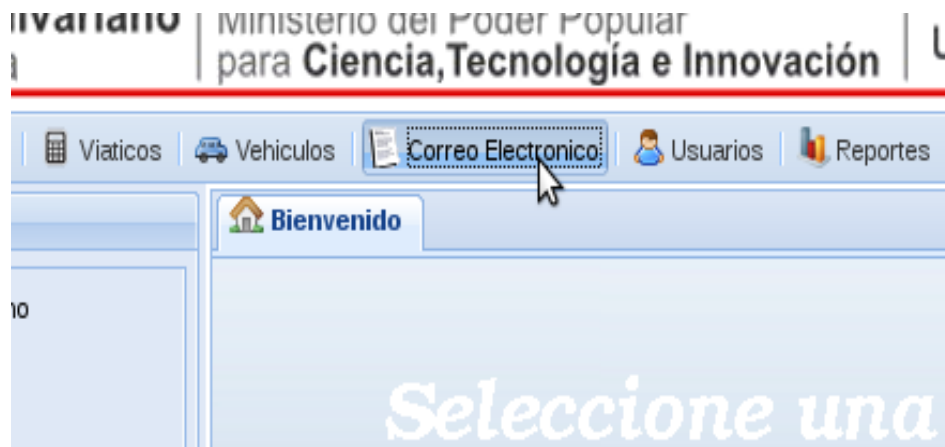 Ministerio del Poder Popular
para Ciencia,Tecnología e Innovación
Viaticos Vehiculos Correo Electronico Usuarios Reportes
Bienvenido
Seleccione una